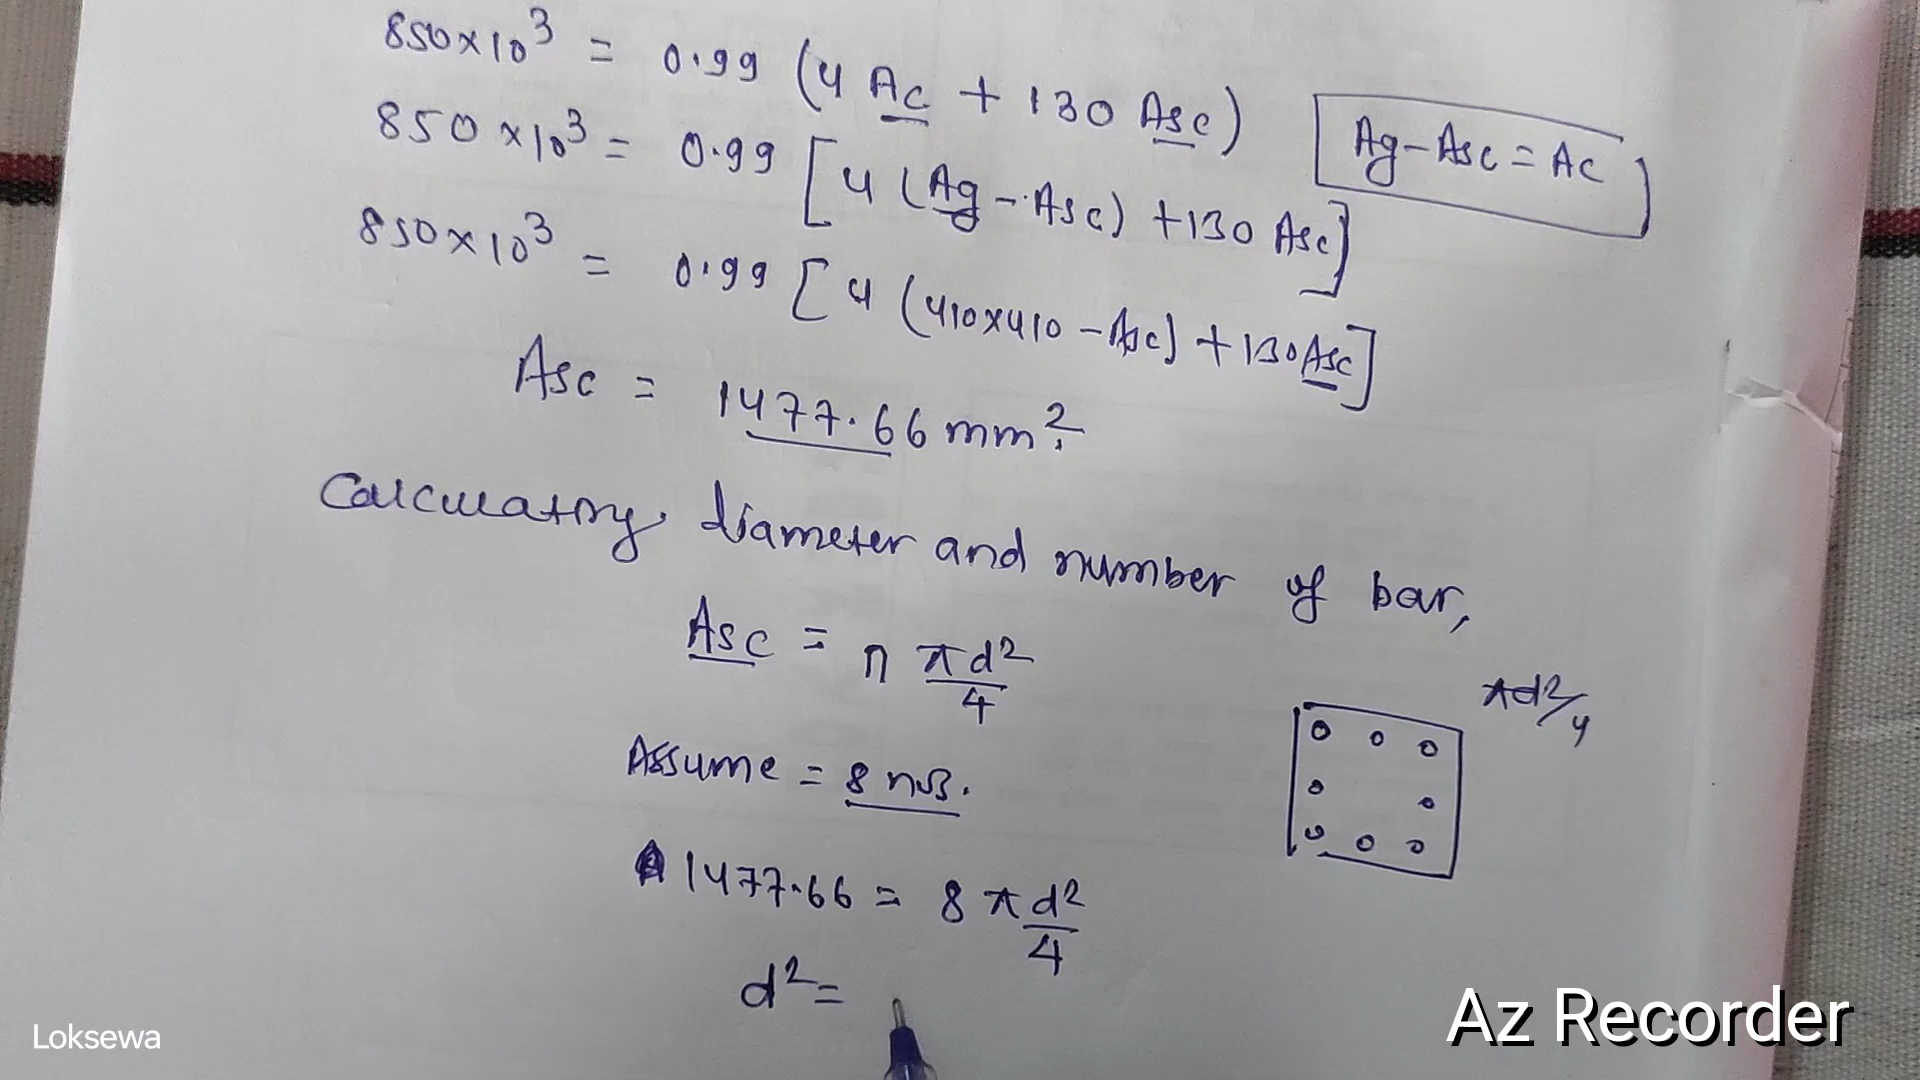 850×10³ = 0.99 (4 Ac + 130 Asc)
Ag-Asc = Ac
850×10³ = 0.99 [4 (Ag - Asc) +130 Asc]
850×10³ = 0.99 [4 (410×410 - Asc) +130Asc]
Asc = 1477.66 mm²
Calculating diameter and number of bar,
Asc = n πd²/4
πd²/4
Assume = 8 nos.
1477.66 = 8 πd²/4
d² =
Loksewa
Az Recorder